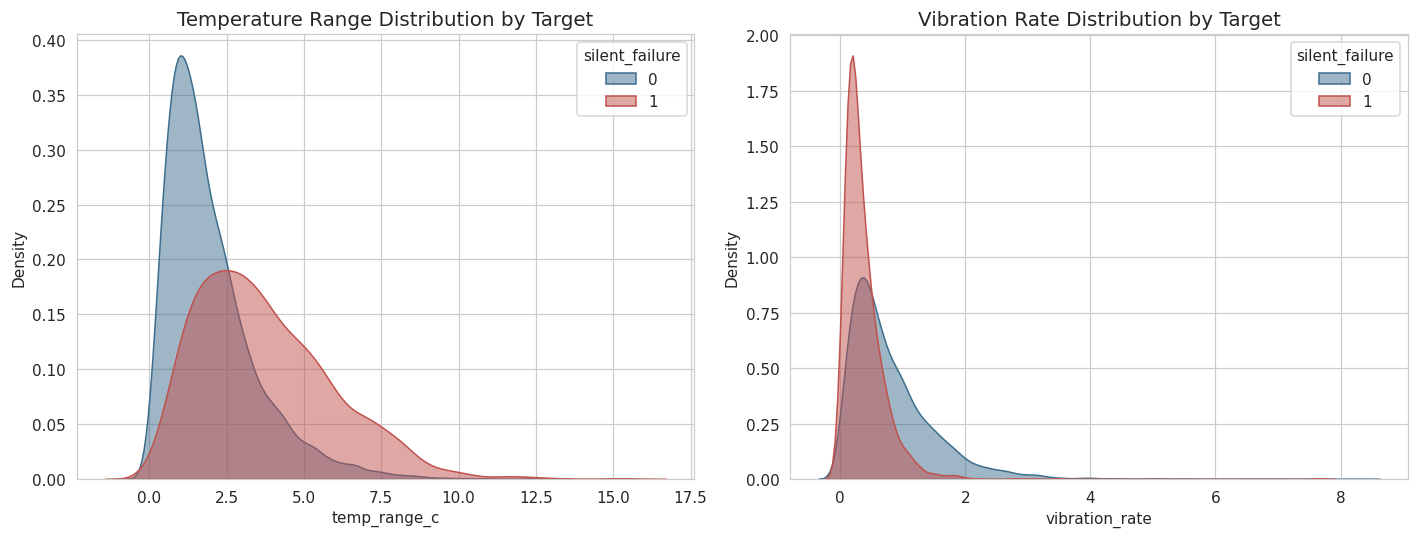 Temperature Range Distribution by Target
silent_failure
0
1
0.40
0.35
0.30
0.25
0.20
0.15
0.10
0.05
0.00
Density
0.0 2.5 5.0 7.5 10.0 12.5 15.0 17.5
temp_range_c
Vibration Rate Distribution by Target
silent_failure
0
1
2.00
1.75
1.50
1.25
1.00
0.75
0.50
0.25
0.00
Density
0 2 4 6 8
vibration_rate